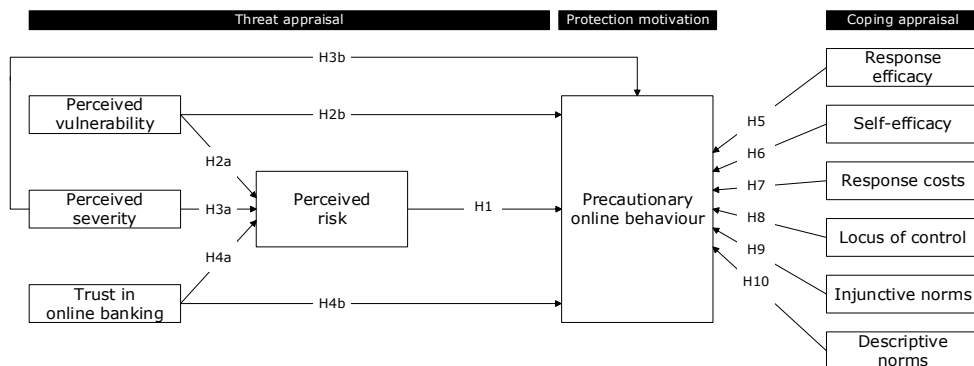 Threat appraisal
Protection motivation
Coping appraisal
H3b
Response
efficacy
Perceived
vulnerability
H2b
H5
Self-efficacy
H6
H2a
Perceived
severity
H3a
Perceived
risk
H1
Precautionary
online behaviour
H7
Response costs
H8
Locus of control
H4a
H9
H10
Trust in
online banking
H4b
Injunctive norms
Descriptive
norms